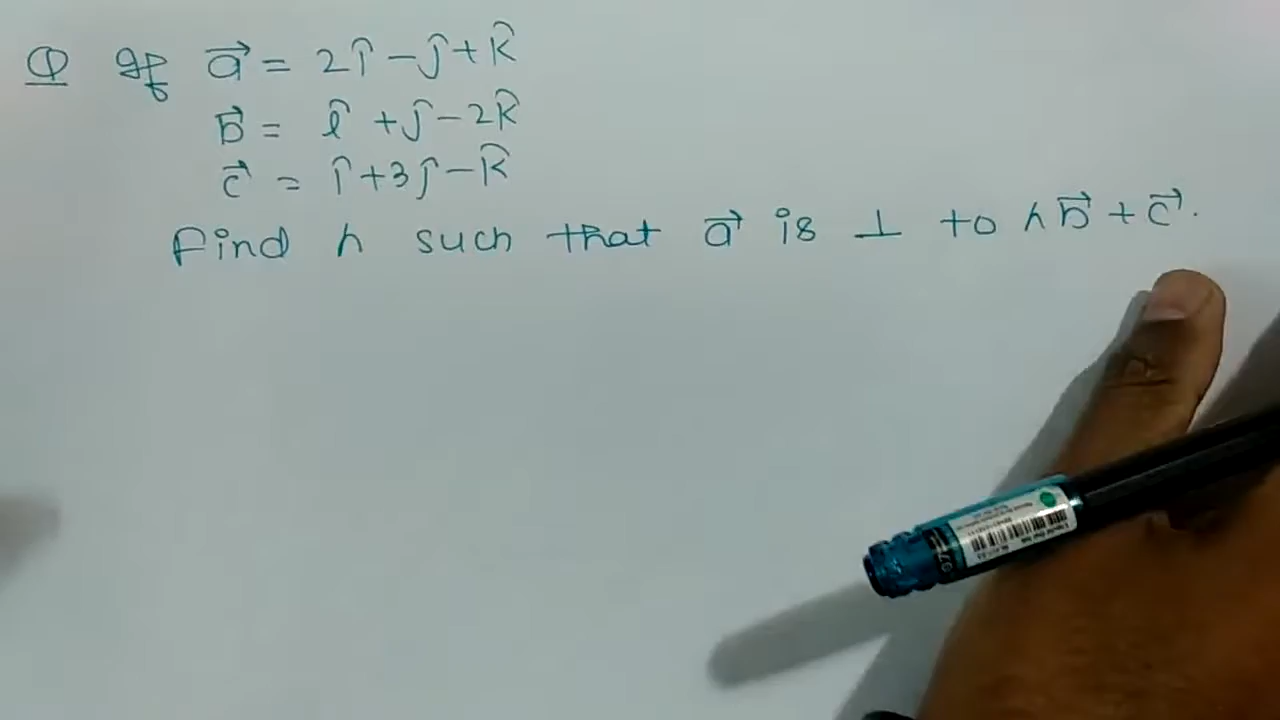 Q If a⃗ = 2î - ĵ + k̂
b⃗ = î + ĵ - 2k̂
c⃗ = î + 3ĵ - k̂
Find λ such that a⃗ is ⊥ to λb⃗ + c⃗.